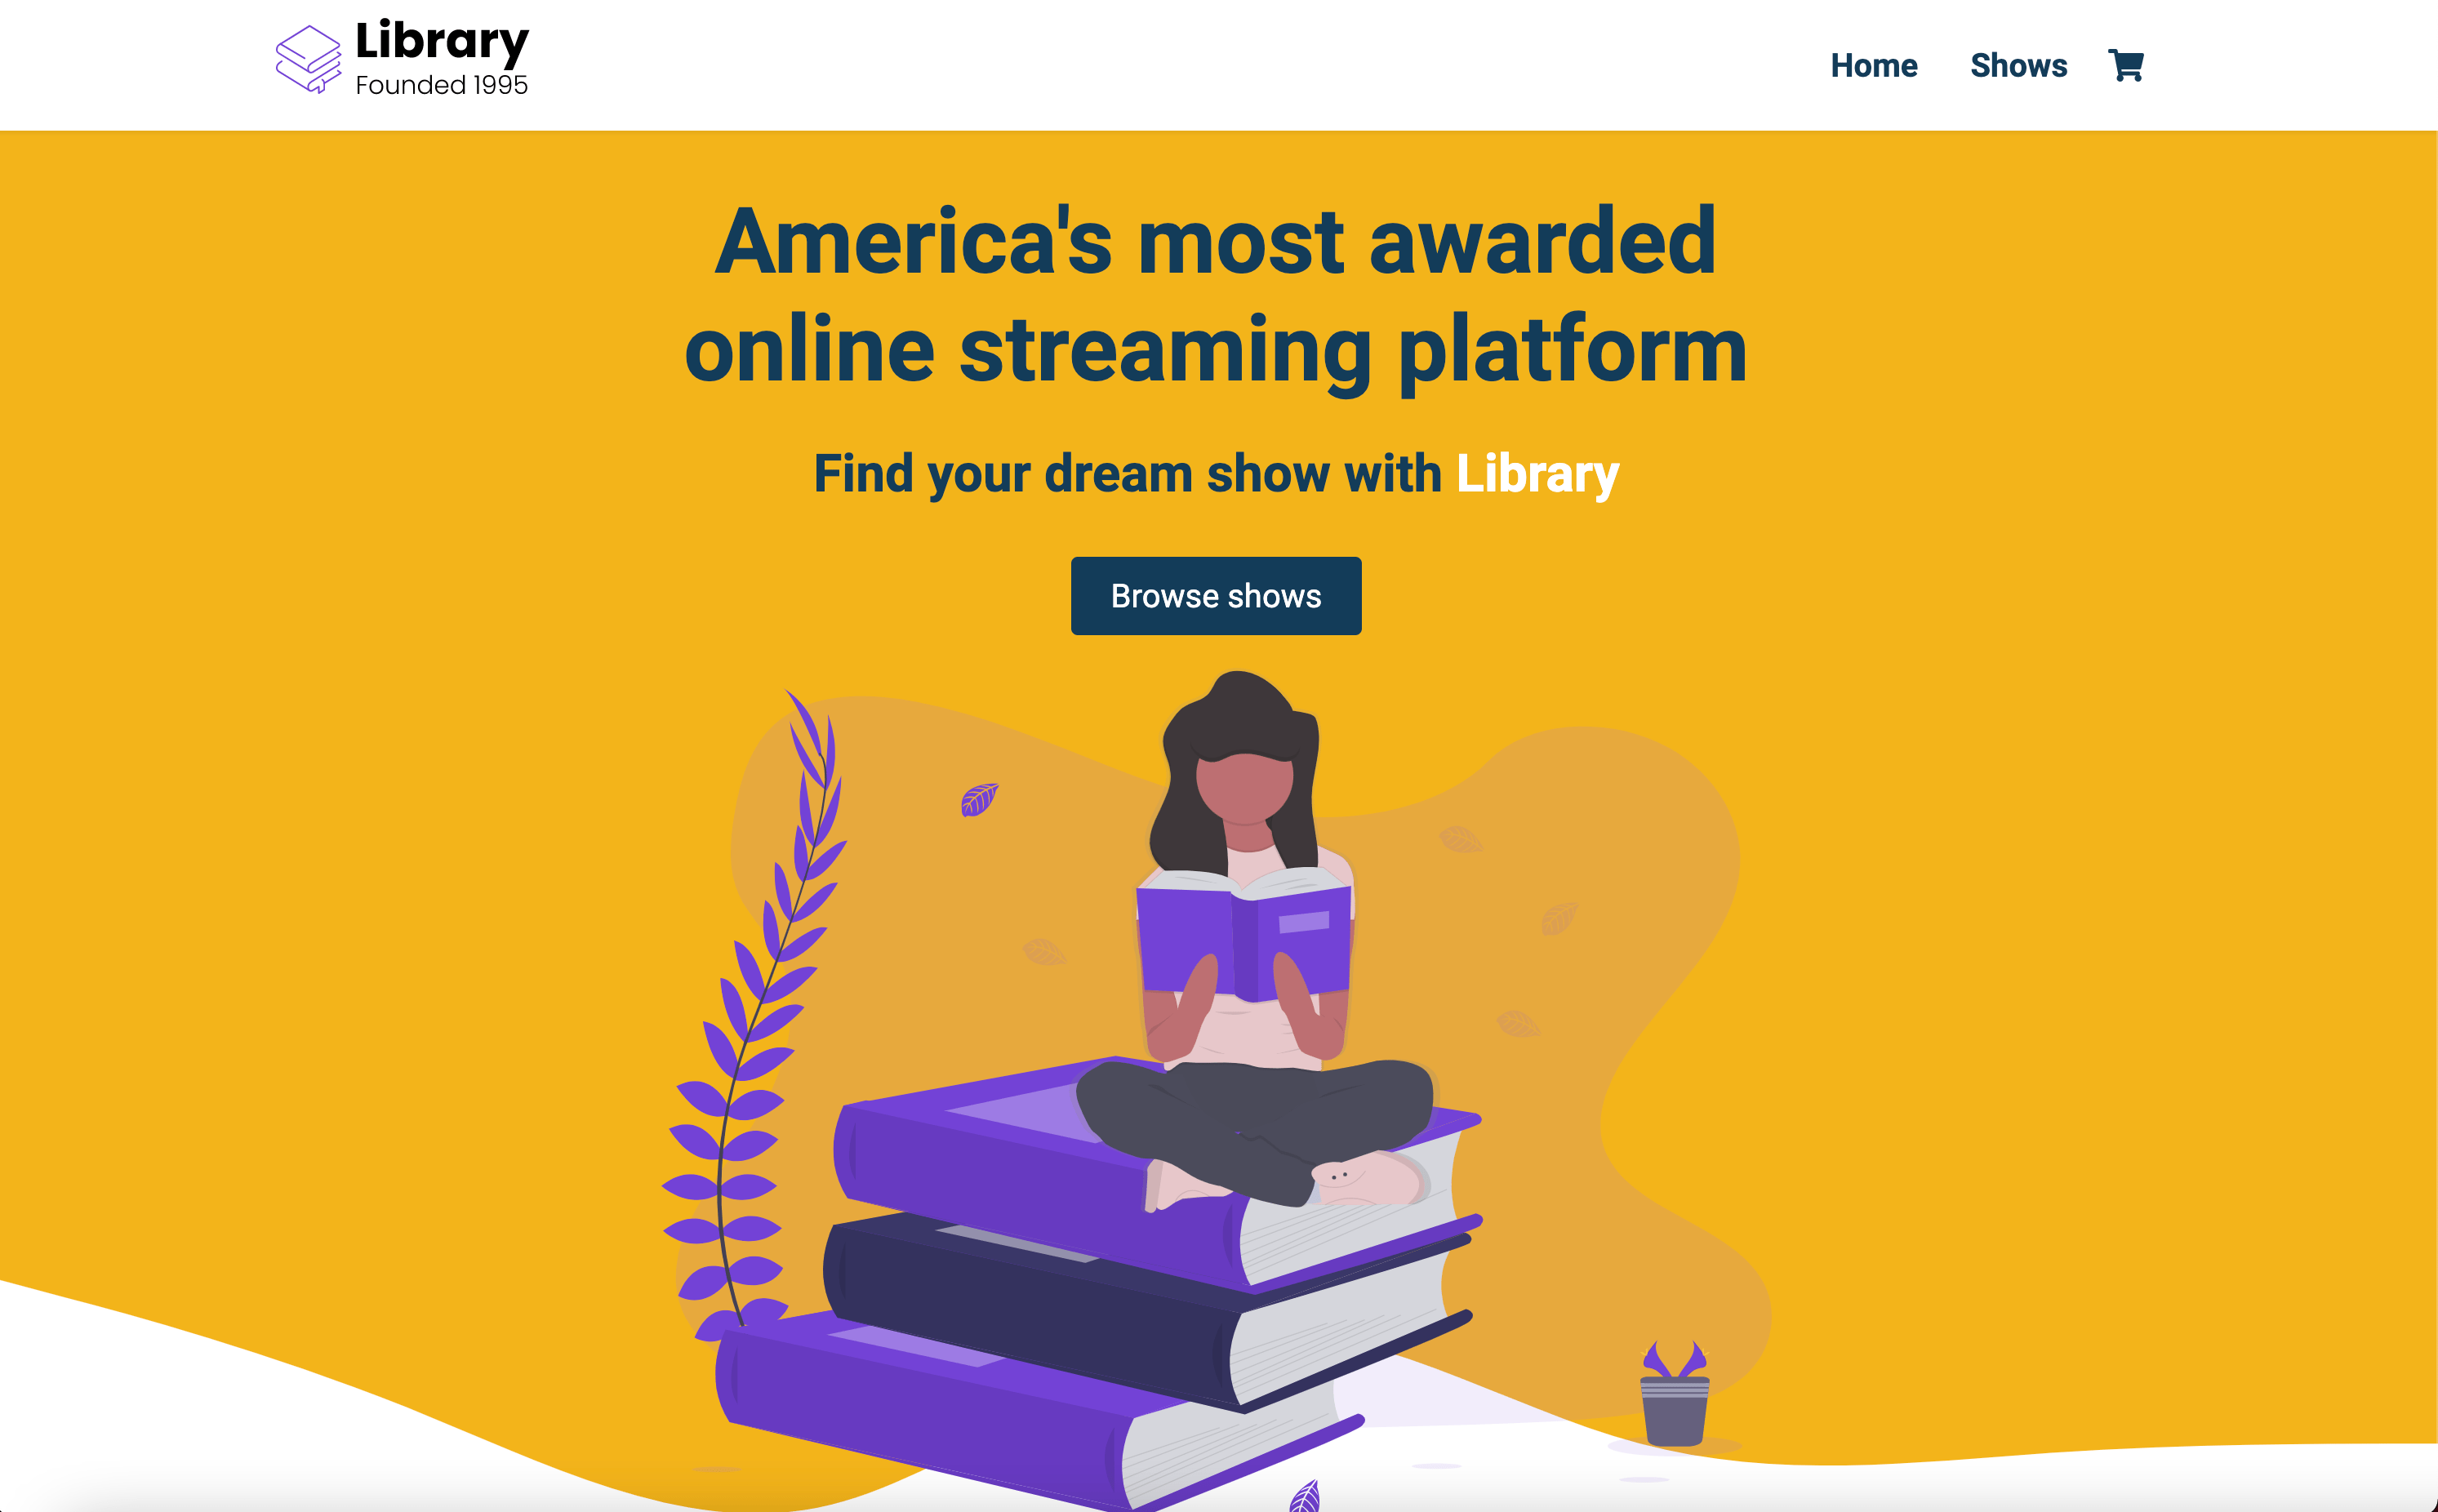 Library
Founded 1995
Home
Shows
America's most awarded
online streaming platform
Find your dream show with Library
Browse shows